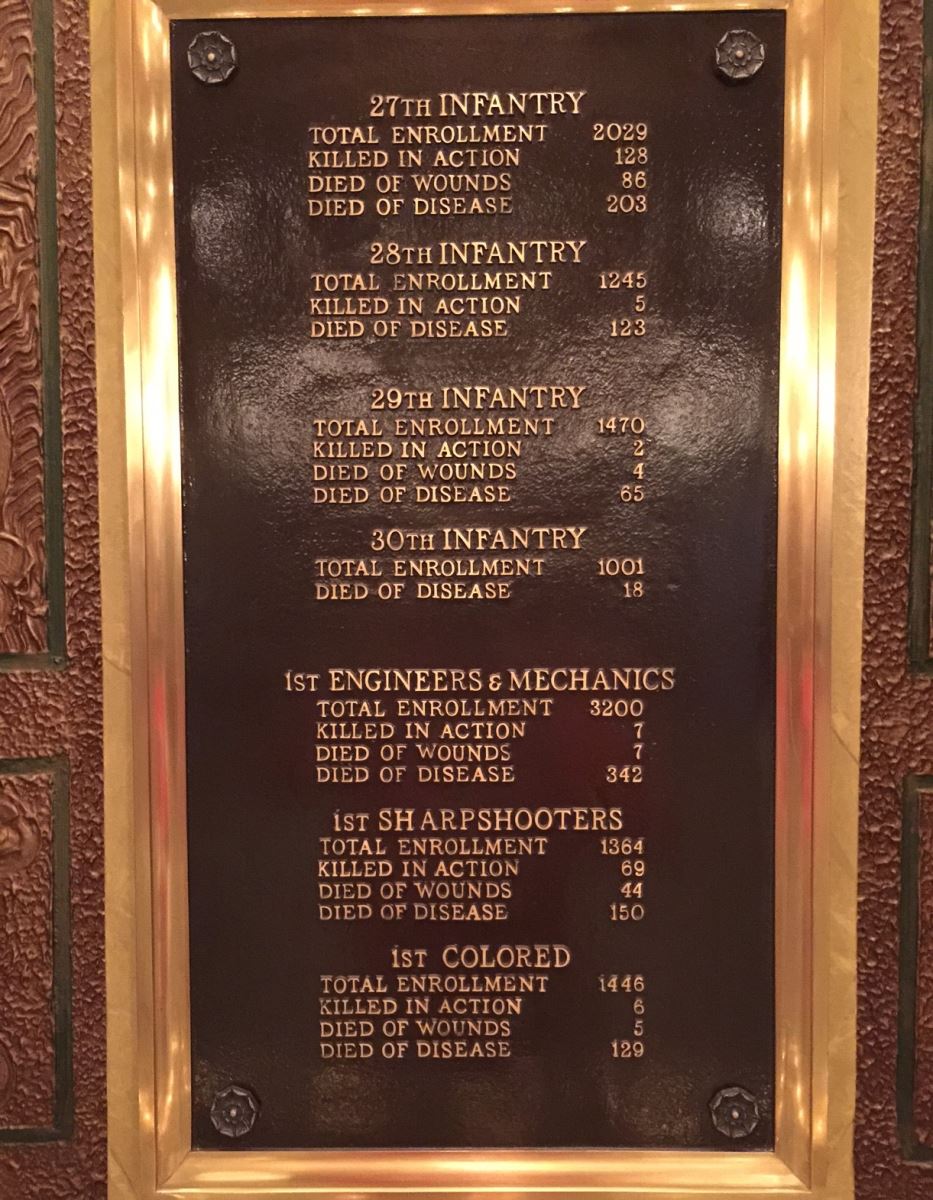 27TH INFANTRY
TOTAL ENROLLMENT 2029
KILLED IN ACTION 128
DIED OF WOUNDS 86
DIED OF DISEASE 203
28TH INFANTRY
TOTAL ENROLLMENT 1245
KILLED IN ACTION 5
DIED OF DISEASE 123
29TH INFANTRY
TOTAL ENROLLMENT 1470
KILLED IN ACTION 2
DIED OF WOUNDS 4
DIED OF DISEASE 65
30TH INFANTRY
TOTAL ENROLLMENT 1001
DIED OF DISEASE 18
1ST ENGINEERS & MECHANICS
TOTAL ENROLLMENT 3200
KILLED IN ACTION 7
DIED OF WOUNDS 7
DIED OF DISEASE 342
1ST SHARPSHOOTERS
TOTAL ENROLLMENT 1364
KILLED IN ACTION 69
DIED OF WOUNDS 44
DIED OF DISEASE 150
1ST COLORED
TOTAL ENROLLMENT 1446
KILLED IN ACTION 6
DIED OF WOUNDS 5
DIED OF DISEASE 129